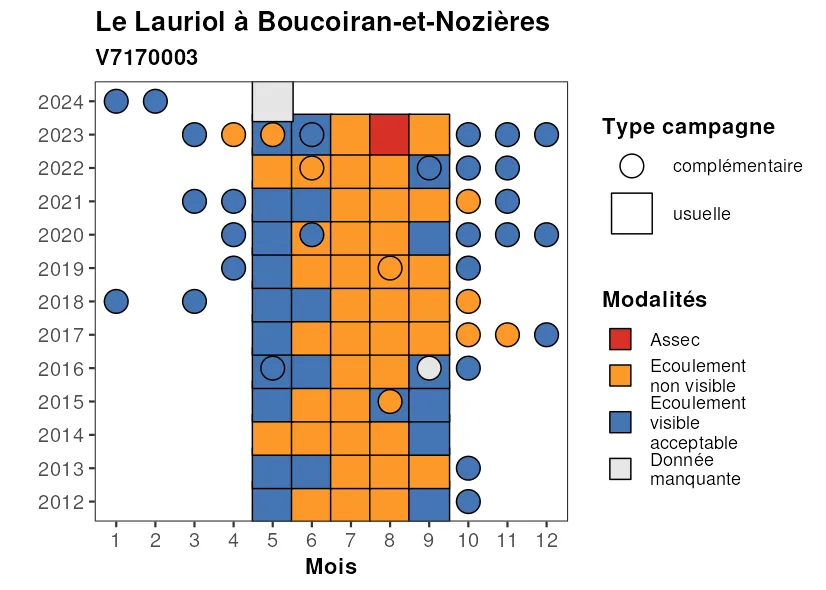 Le Lauriol à Boucoiran-et-Nozières
V7170003
2024
2023
2022
2021
2020
2019
2018
2017
2016
2015
2014
2013
2012
1 2 3 4 5 6 7 8 9 10 11 12
Mois
Type campagne
complémentaire
usuelle
Modalités
Assec
Ecoulement
non visible
Ecoulement
visible
acceptable
Donnée
manquante